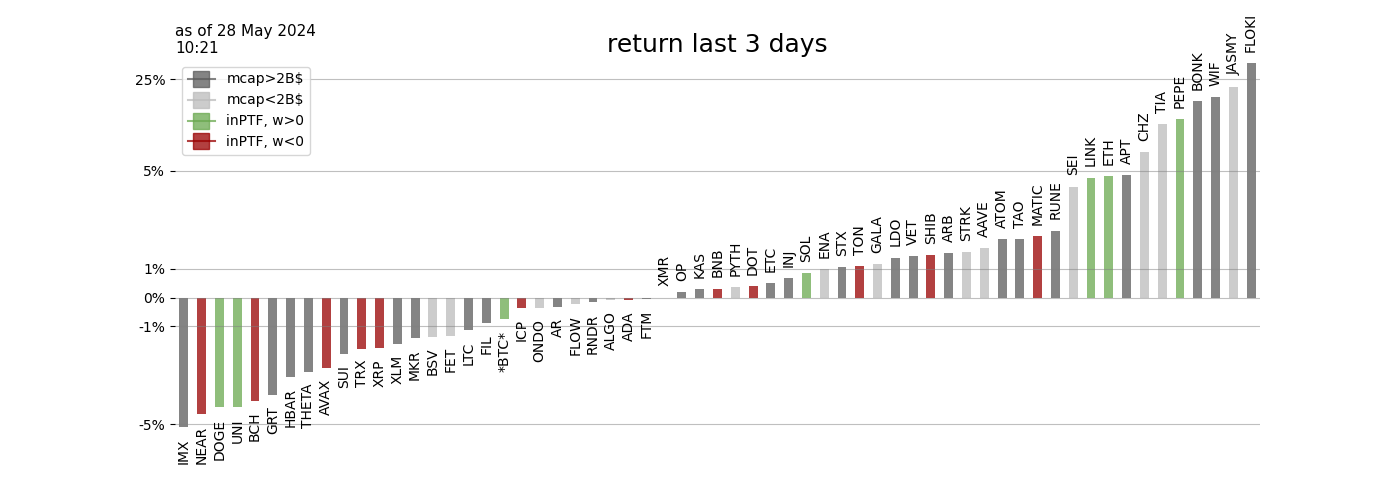 as of 28 May 2024
10:21
return last 3 days
mcap>2B$
mcap<2B$
inPTF, w>0
inPTF, w<0
25%
5%
1%
0%
-1%
-5%
IMX
NEAR
DOGE
UNI
BCH
GRT
HBAR
THETA
AVAX
SUI
TRX
XRP
XLM
MKR
BSV
FET
LTC
FIL
*BTC*
ICP
ONDO
AR
FLOW
RNDR
ALGO
ADA
FTM
XMR
OP
KAS
BNB
PYTH
DOT
ETC
INJ
SOL
ENA
STX
TON
GALA
LDO
VET
SHIB
ARB
STRK
AAVE
ATOM
TAO
MATIC
RUNE
SEI
LINK
ETH
APT
CHZ
TIA
PEPE
BONK
WIF
JASMY
FLOKI